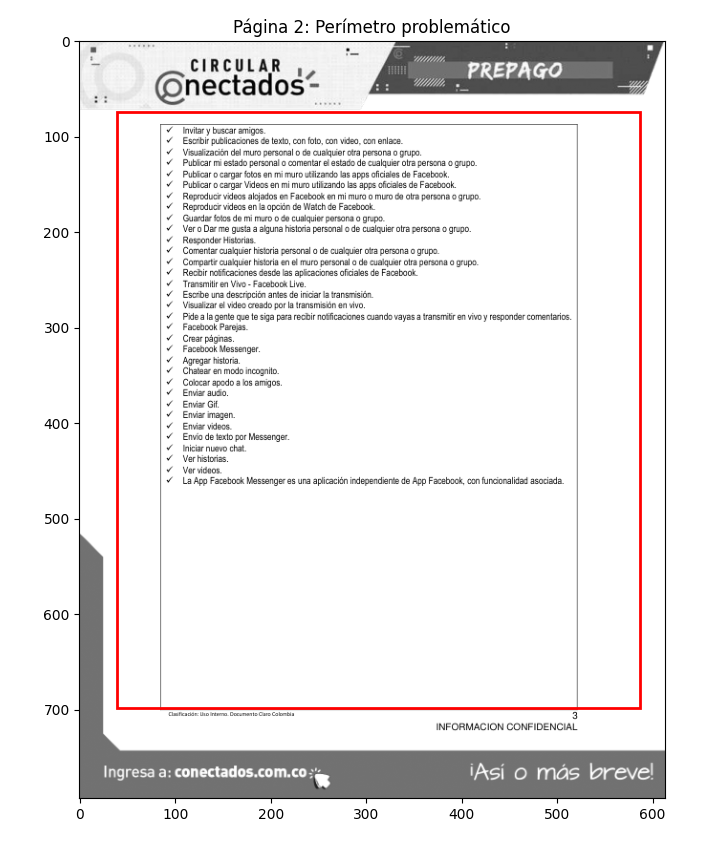 Página 2: Perímetro problemático
CIRCULAR
@nectados
PREPAGO
✓ Invitar y buscar amigos.
✓ Escribir publicaciones de texto, con foto, con video, con enlace.
✓ Visualización del muro personal o de cualquier otra persona o grupo.
✓ Publicar mi estado personal o comentar el estado de cualquier otra persona o grupo.
✓ Publicar o cargar fotos en mi muro utilizando las apps oficiales de Facebook.
✓ Publicar o cargar Videos en mi muro utilizando las apps oficiales de Facebook.
✓ Reproducir videos alojados en Facebook en mi muro o muro de otra persona o grupo.
✓ Reproducir videos en la opción de Watch de Facebook.
✓ Guardar fotos de mi muro o de cualquier persona o grupo.
✓ Ver o Dar me gusta a alguna historia personal o de cualquier otra persona o grupo.
✓ Responder Historias.
✓ Comentar cualquier historia personal o de cualquier otra persona o grupo.
✓ Compartir cualquier historia en el muro personal o de cualquier otra persona o grupo.
✓ Recibir notificaciones desde las aplicaciones oficiales de Facebook.
✓ Transmitir en Vivo - Facebook Live.
✓ Escribe una descripción antes de iniciar la transmisión.
✓ Visualizar el video creado por la transmisión en vivo.
✓ Pide a la gente que te siga para recibir notificaciones cuando vayas a transmitir en vivo y responder comentarios.
✓ Facebook Parejas.
✓ Crear páginas.
✓ Facebook Messenger.
✓ Agregar historia.
✓ Chatear en modo incognito.
✓ Colocar apodo a los amigos.
✓ Enviar audio.
✓ Enviar Gif.
✓ Enviar imagen.
✓ Enviar videos.
✓ Envío de texto por Messenger.
✓ Iniciar nuevo chat.
✓ Ver historias.
✓ Ver videos.
✓ La App Facebook Messenger es una aplicación independiente de App Facebook, con funcionalidad asociada.
Clasificación: Uso Interno. Documento Claro Colombia
3
INFORMACION CONFIDENCIAL
Ingresa a: conectados.com.co
¡Así o más breve!
0
100
200
300
400
500
600
700
0
100
200
300
400
500
600